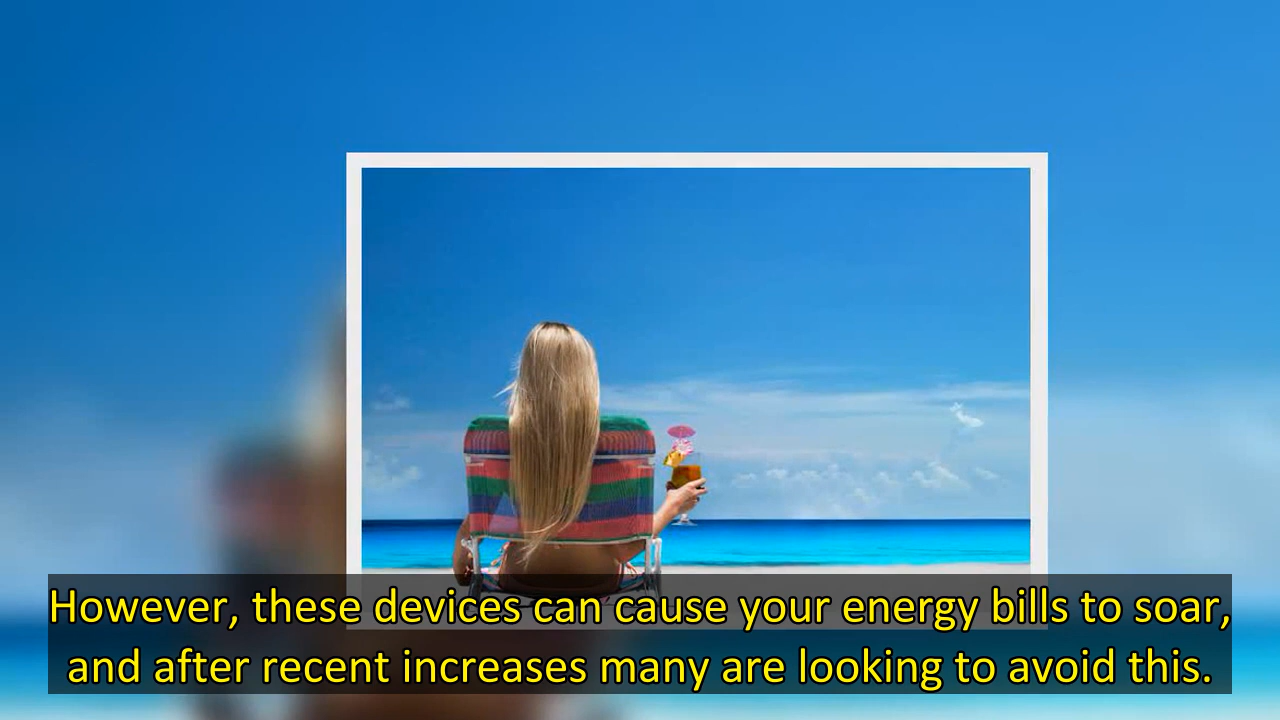 However, these devices can cause your energy bills to soar,
and after recent increases many are looking to avoid this.